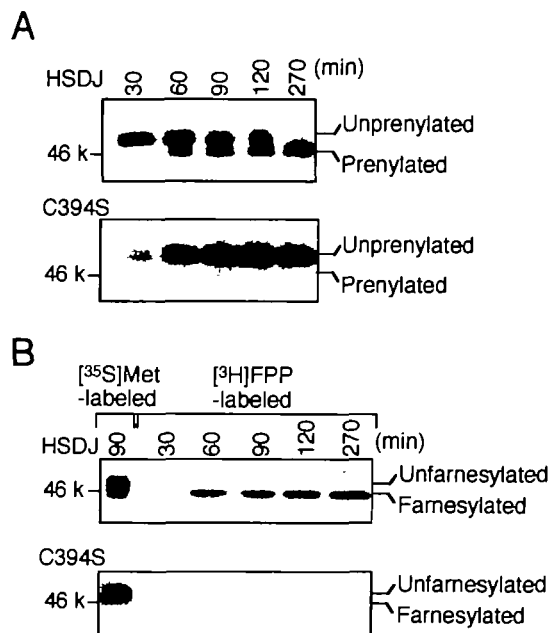 A
HSDJ 30 60 90 120 270 (min)
Unprenylated
46 k
Prenylated
C394S
Unprenylated
46 k
Prenylated
B
[³⁵S]Met [³H]FPP
-labeled -labeled
HSDJ 90 30 60 90 120 270 (min)
Unfarnesylated
46 k
Farnesylated
C394S
Unfarnesylated
46 k
Farnesylated